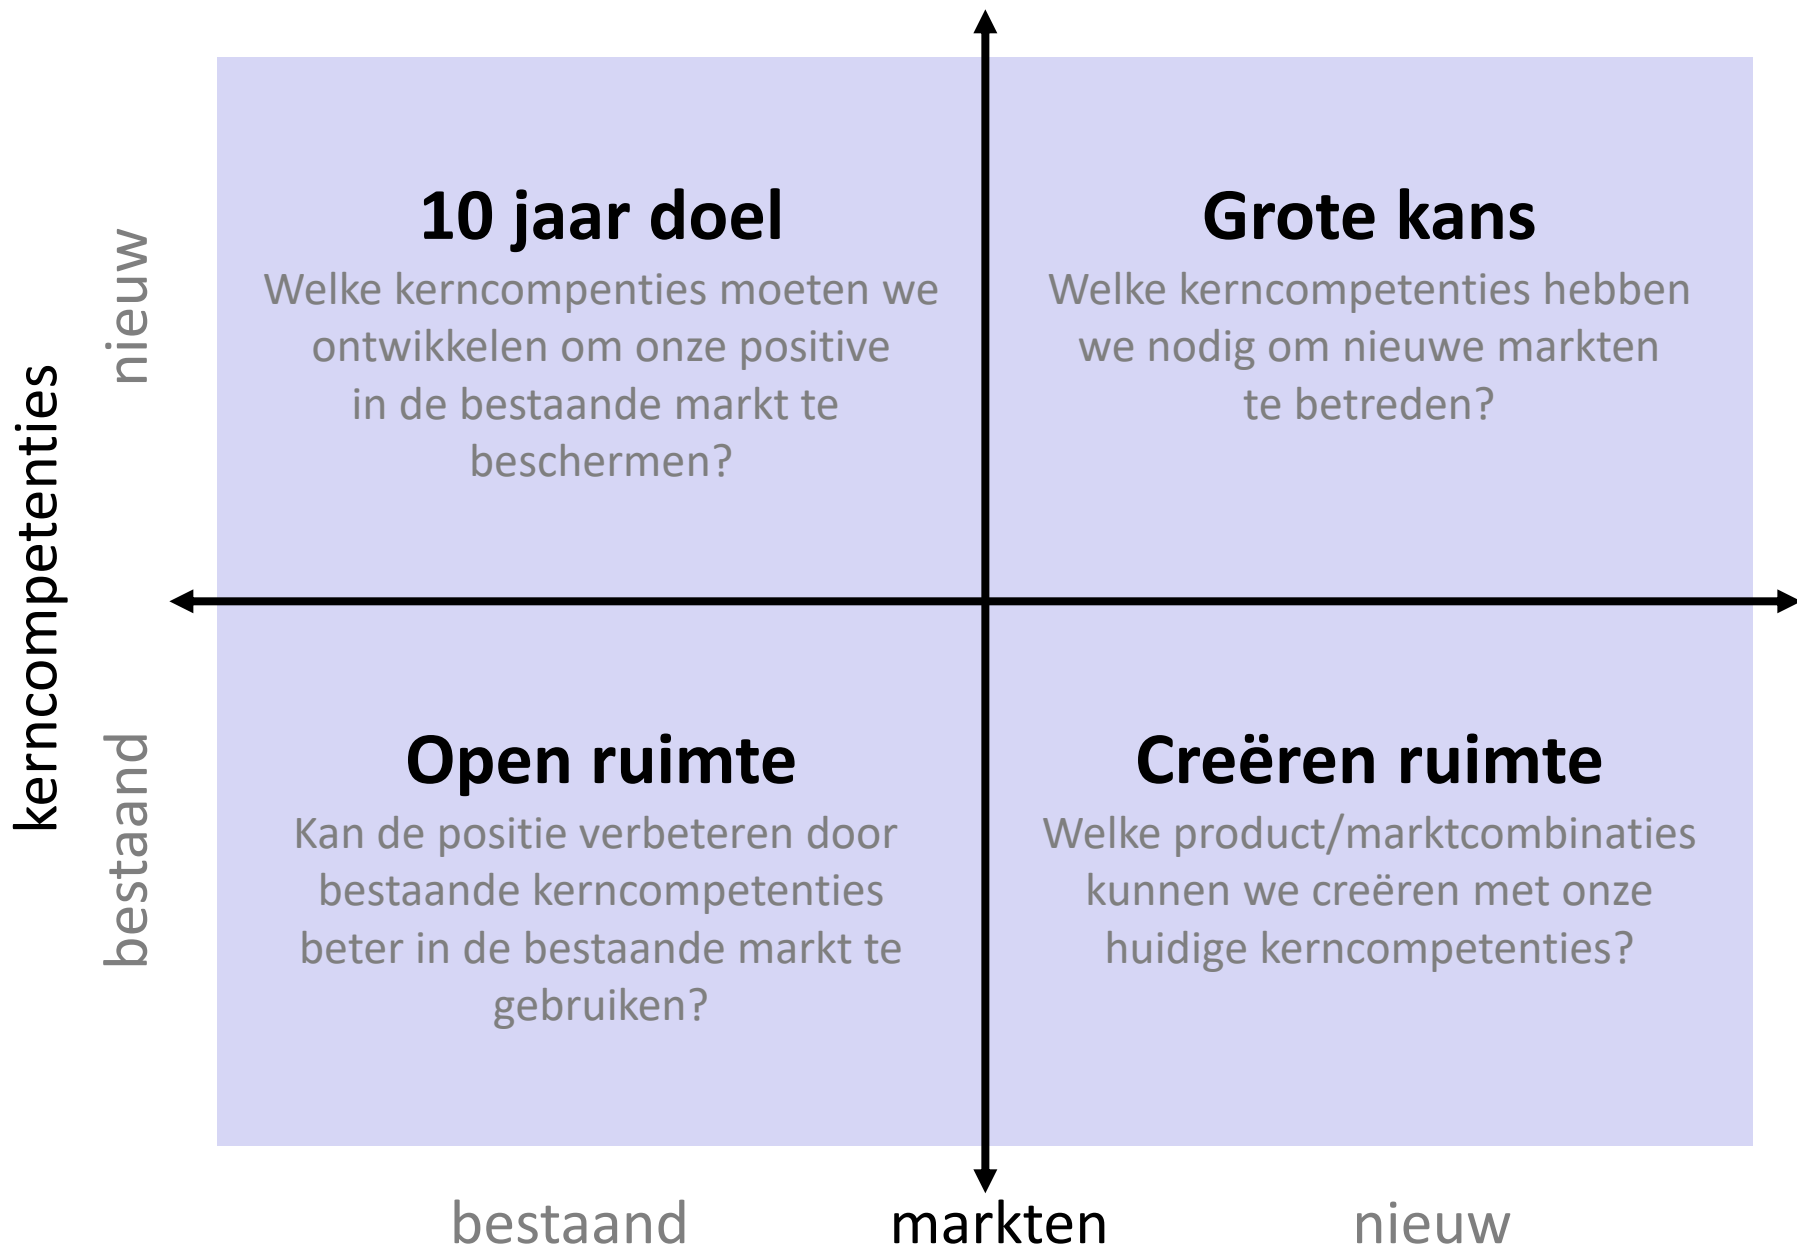 kerncompetenties
nieuw
bestaand
10 jaar doel
Welke kerncompenties moeten we
ontwikkelen om onze positive
in de bestaande markt te
beschermen?
Grote kans
Welke kerncompetenties hebben
we nodig om nieuwe markten
te betreden?
Open ruimte
Kan de positie verbeteren door
bestaande kerncompetenties
beter in de bestaande markt te
gebruiken?
Creëren ruimte
Welke product/marktcombinaties
kunnen we creëren met onze
huidige kerncompetenties?
bestaand
markten
nieuw